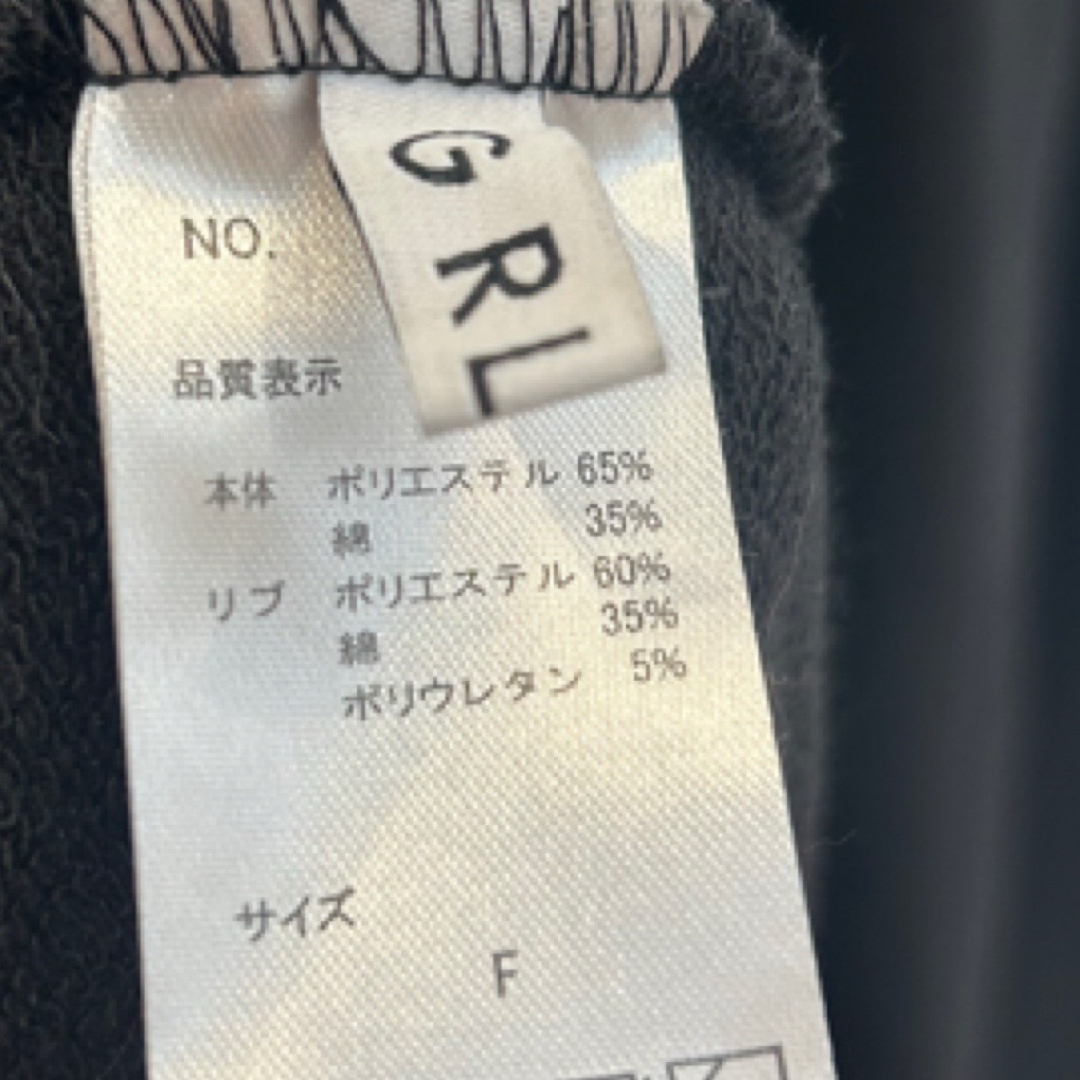 GRL
NO.
品質表示
本体 ポリエステル 65%
綿 35%
リブ ポリエステル 60%
綿 35%
ポリウレタン 5%
サイズ
F